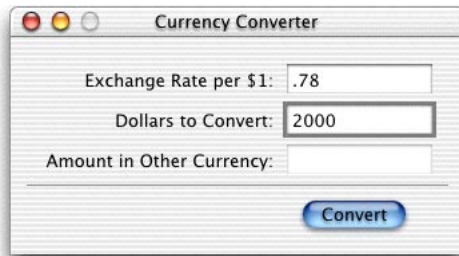 Currency Converter
Exchange Rate per $1: .78
Dollars to Convert: 2000
Amount in Other Currency:
Convert